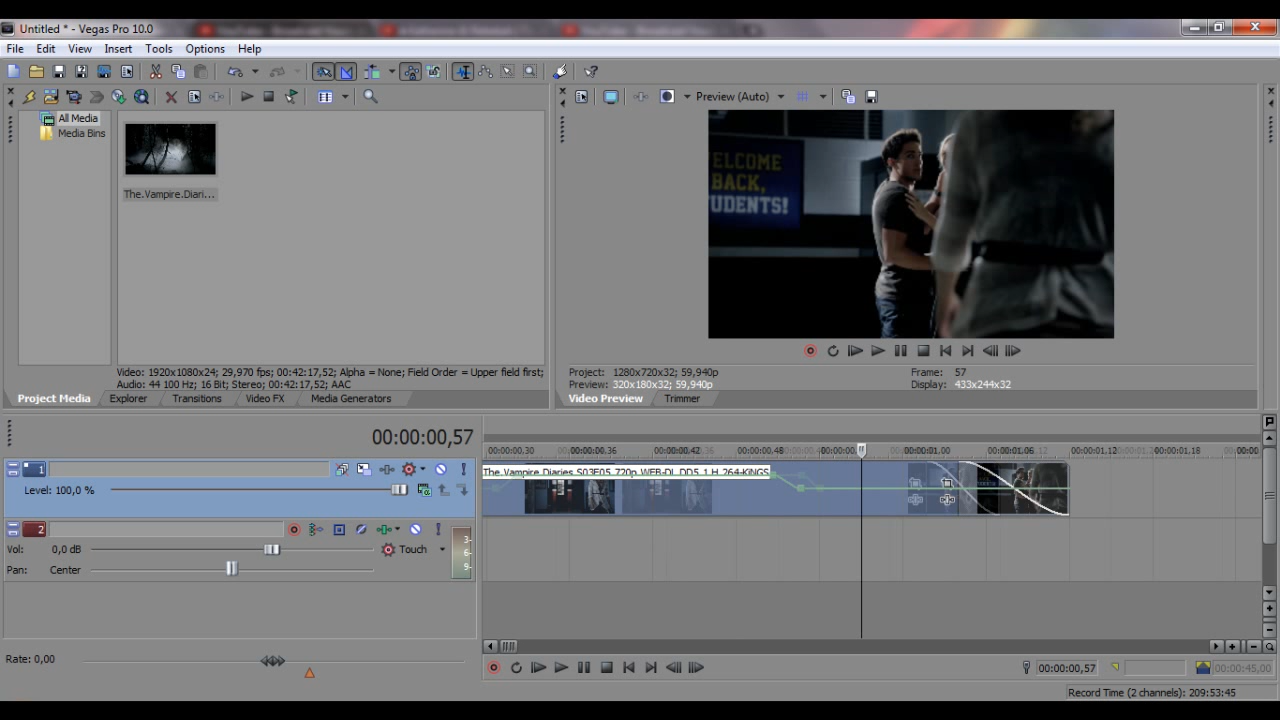 Untitled * - Vegas Pro 10.0
File Edit View Insert Tools Options Help
All Media
Media Bins
The.Vampire.Diari...
Video: 1920x1080x24; 29,970 fps; 00:42:17,52; Alpha = None; Field Order = Upper field first;
Audio: 44 100 Hz; 16 Bit; Stereo; 00:42:17,52; AAC
Project Media Explorer Transitions Video FX Media Generators
Preview (Auto)
ELCOME
BACK,
UDENTS!
Project: 1280x720x32; 59,940p
Preview: 320x180x32; 59,940p
Frame: 57
Display: 433x244x32
Video Preview Trimmer
00:00:00,57
00:00:00,30 00:00:00,36 00:00:00,42 00:00:00,48 00:00:01,00 00:00:01,06 00:00:01,12 00:00:01,18 00:00
1
Level: 100,0 %
The.Vampire.Diaries.S03E05.720p.WEB-DL.DD5.1.H.264-KiNGS
2
Vol: 0,0 dB Touch
Pan: Center
3-
6-
9-
Rate: 0,00
00:00:00,57 00:00:45,00
Record Time (2 channels): 209:53:45